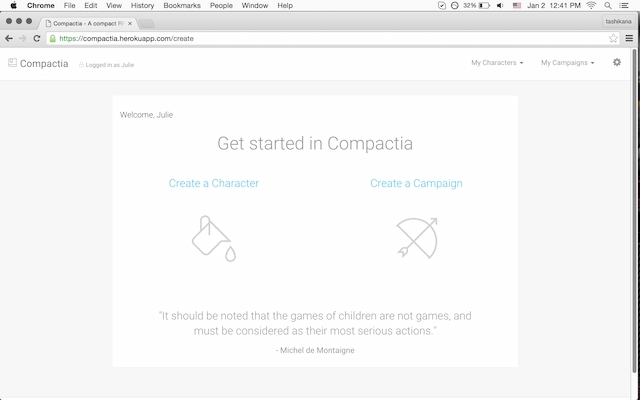 Chrome File Edit View History Bookmarks People Window Help 32% Jan 2 12:41 PM
Compactia - A compact RP
tashikana
https://compactia.herokuapp.com/create
Compactia Logged in as Julie My Characters My Campaigns
Welcome, Julie
Get started in Compactia
Create a Character Create a Campaign
"It should be noted that the games of children are not games, and
must be considered as their most serious actions."
- Michel de Montaigne